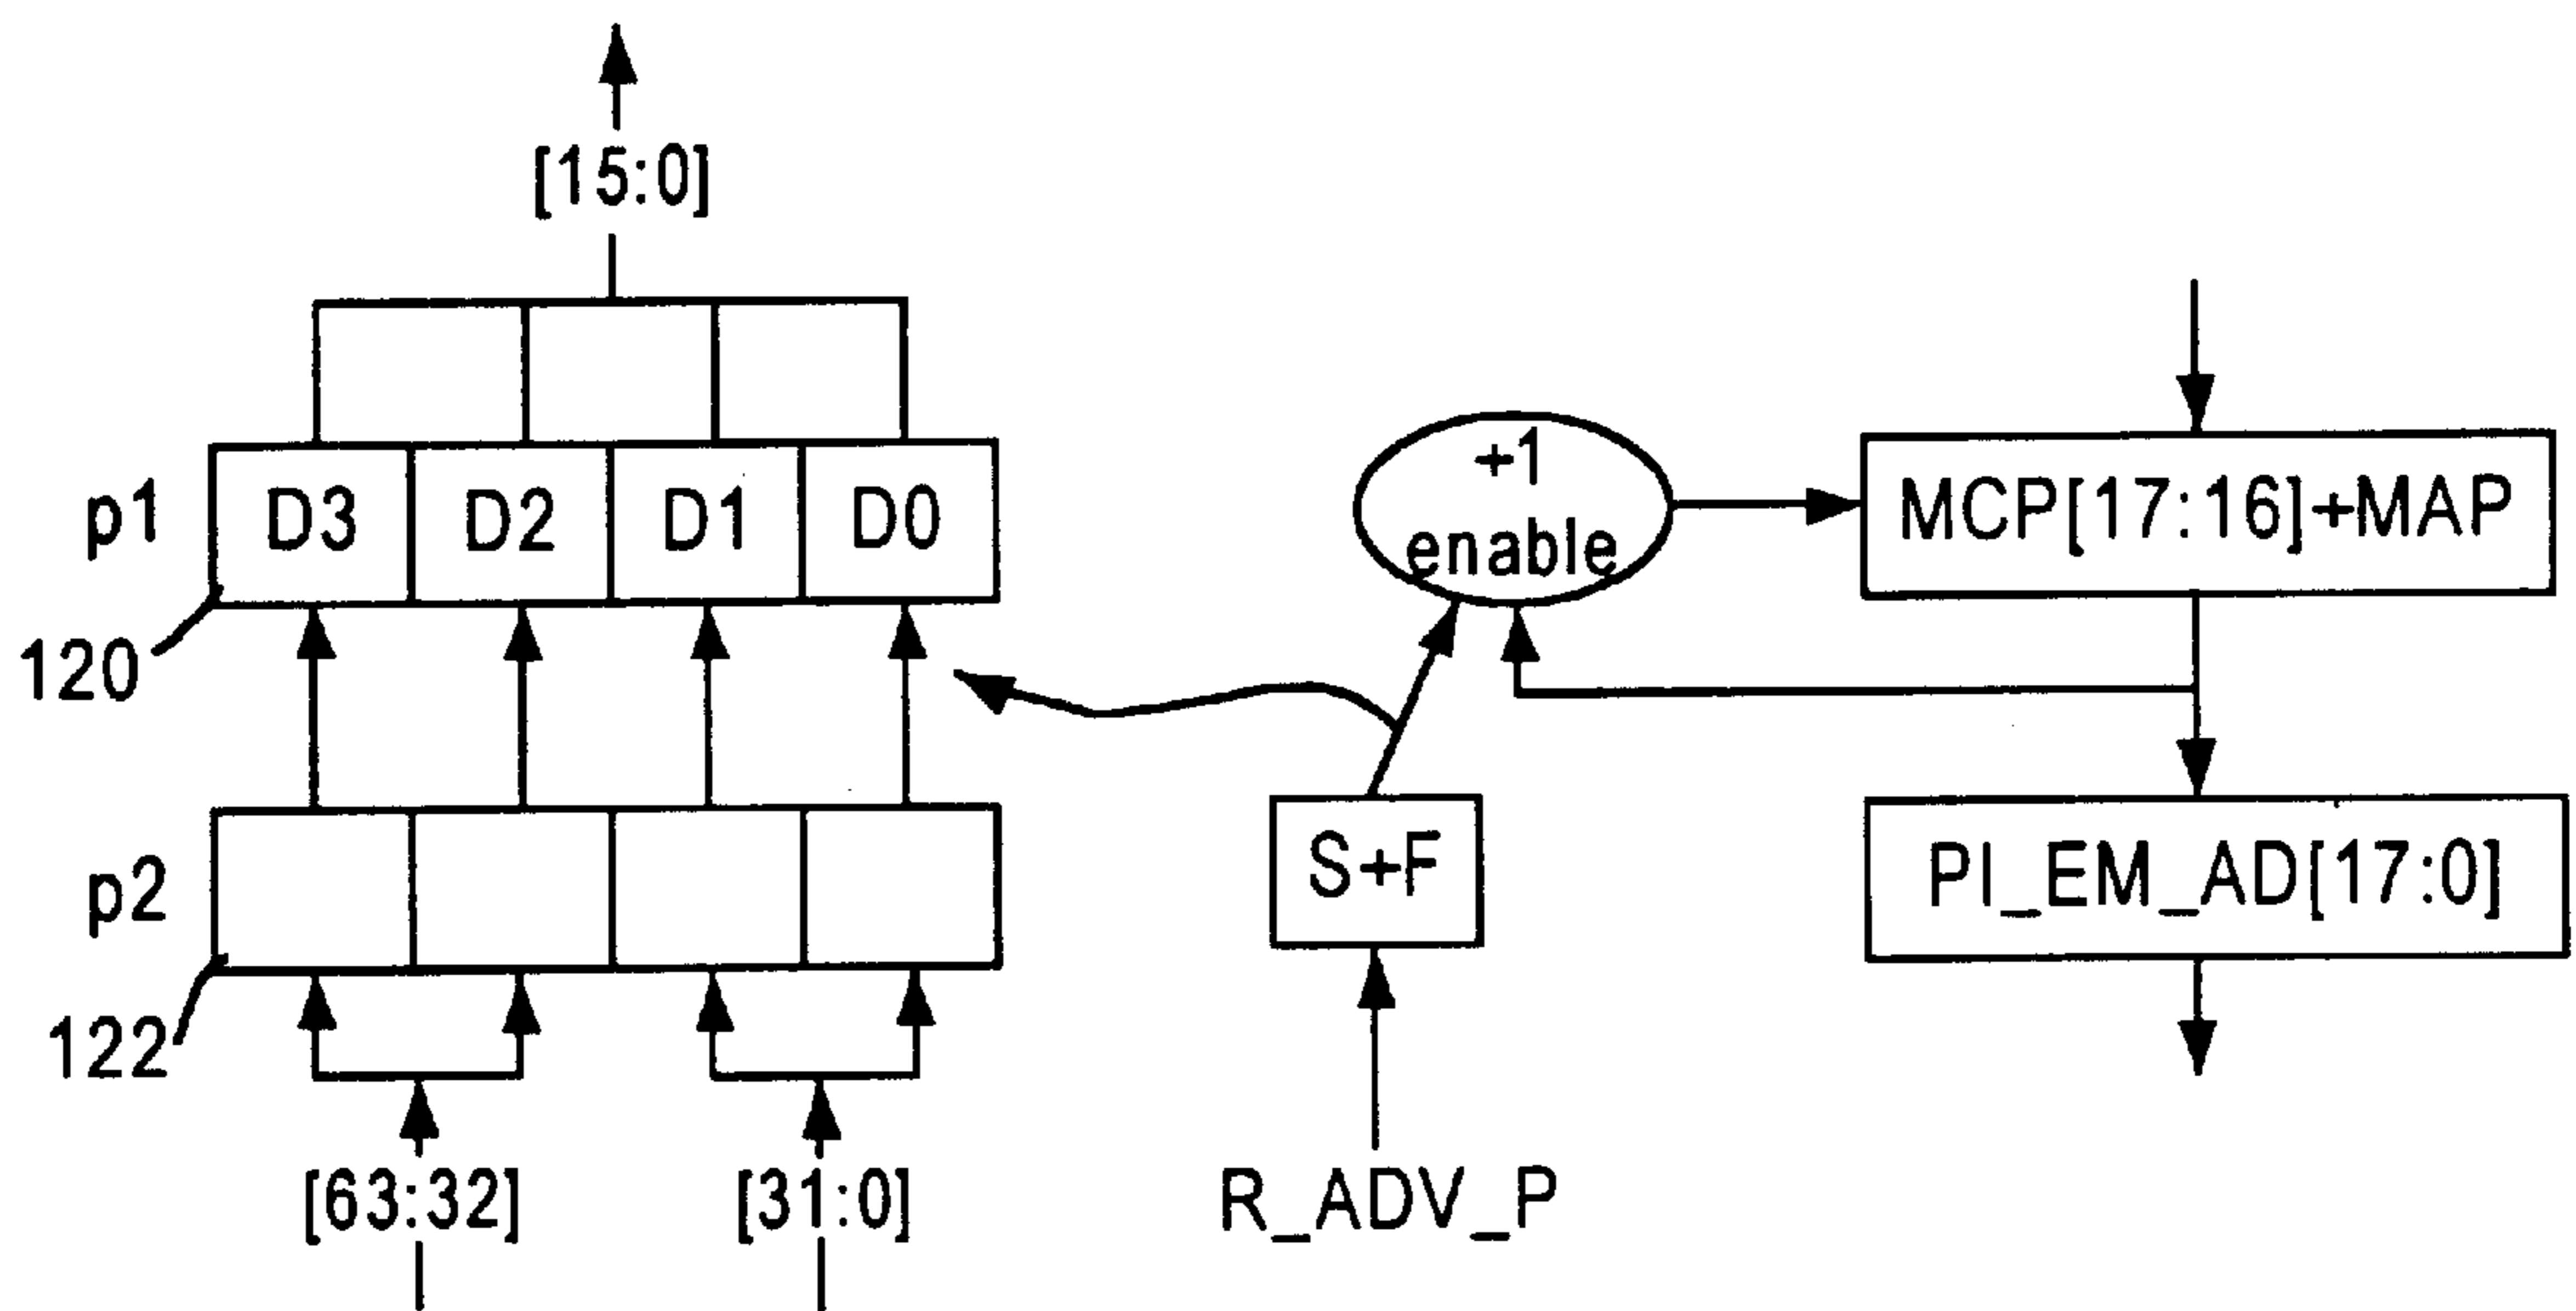 [15:0]
p1
D3
D2
D1
D0
120
p2
122
[63:32]
[31:0]
+1
enable
S+F
R_ADV_P
MCP[17:16]+MAP
PI_EM_AD[17:0]